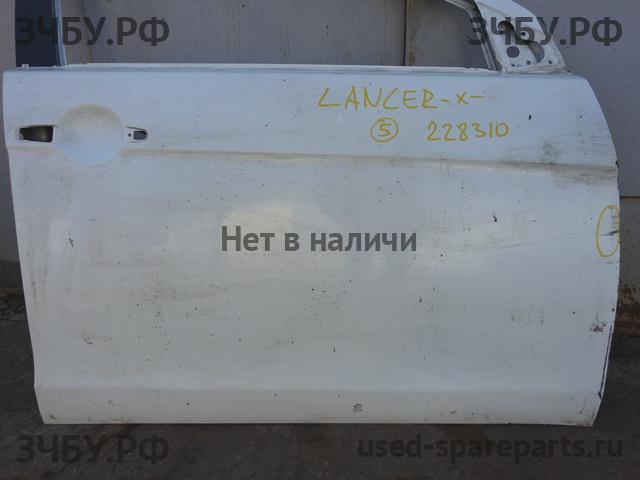 ЗЧБУ.РФ
ЗЧБУ.РФ
LANCER-X-
5 228310
Нет в наличи
ЗЧБУ.РФ
used-spareparts.ru